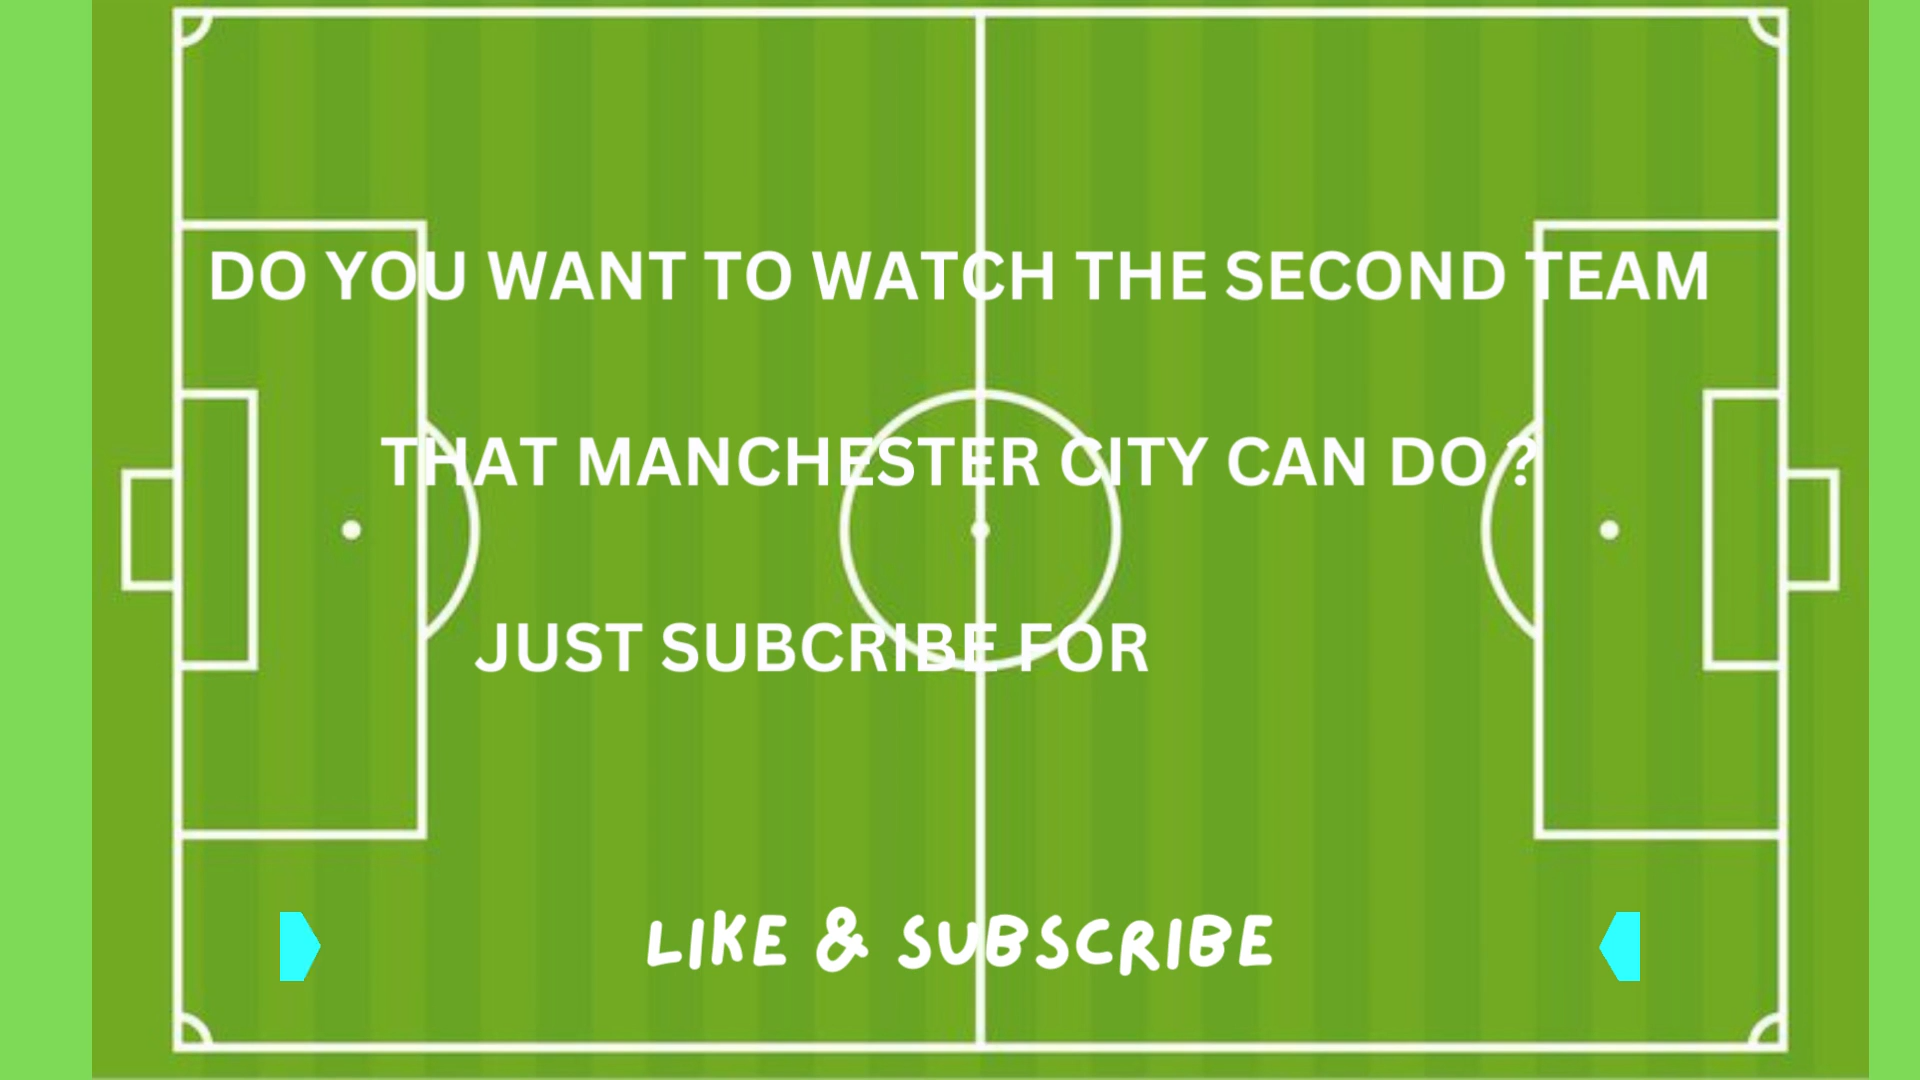 DO YOU WANT TO WATCH THE SECOND TEAM
THAT MANCHESTER CITY CAN DO ?
JUST SUBCRIBE FOR
LIKE & SUBSCRIBE